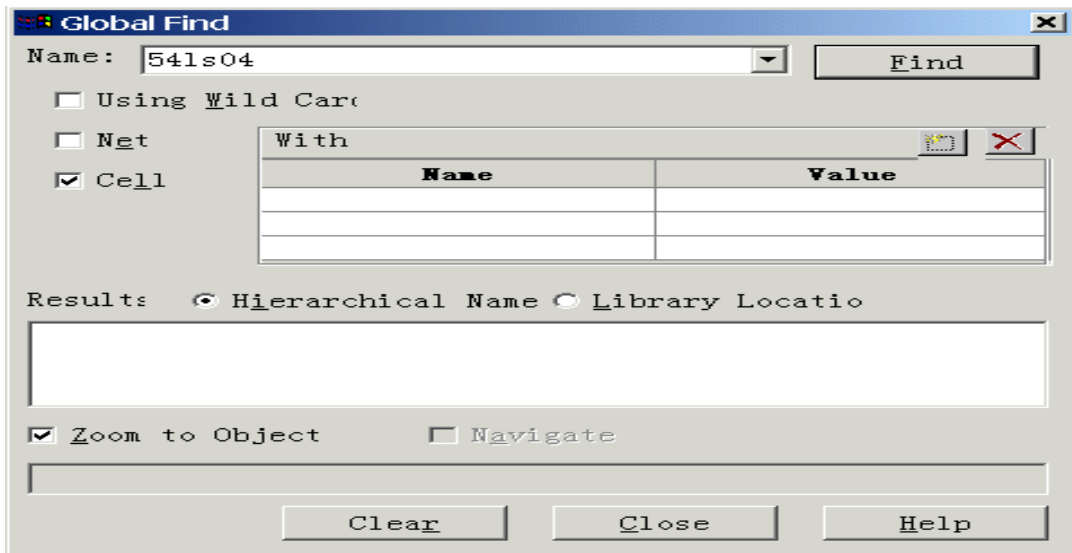 Global Find
Name: 54ls04 Find
Using Wild Car
Net With
Cell Name Value
Results Hierarchical Name Library Locatio
Zoom to Object Navigate
Clear Close Help